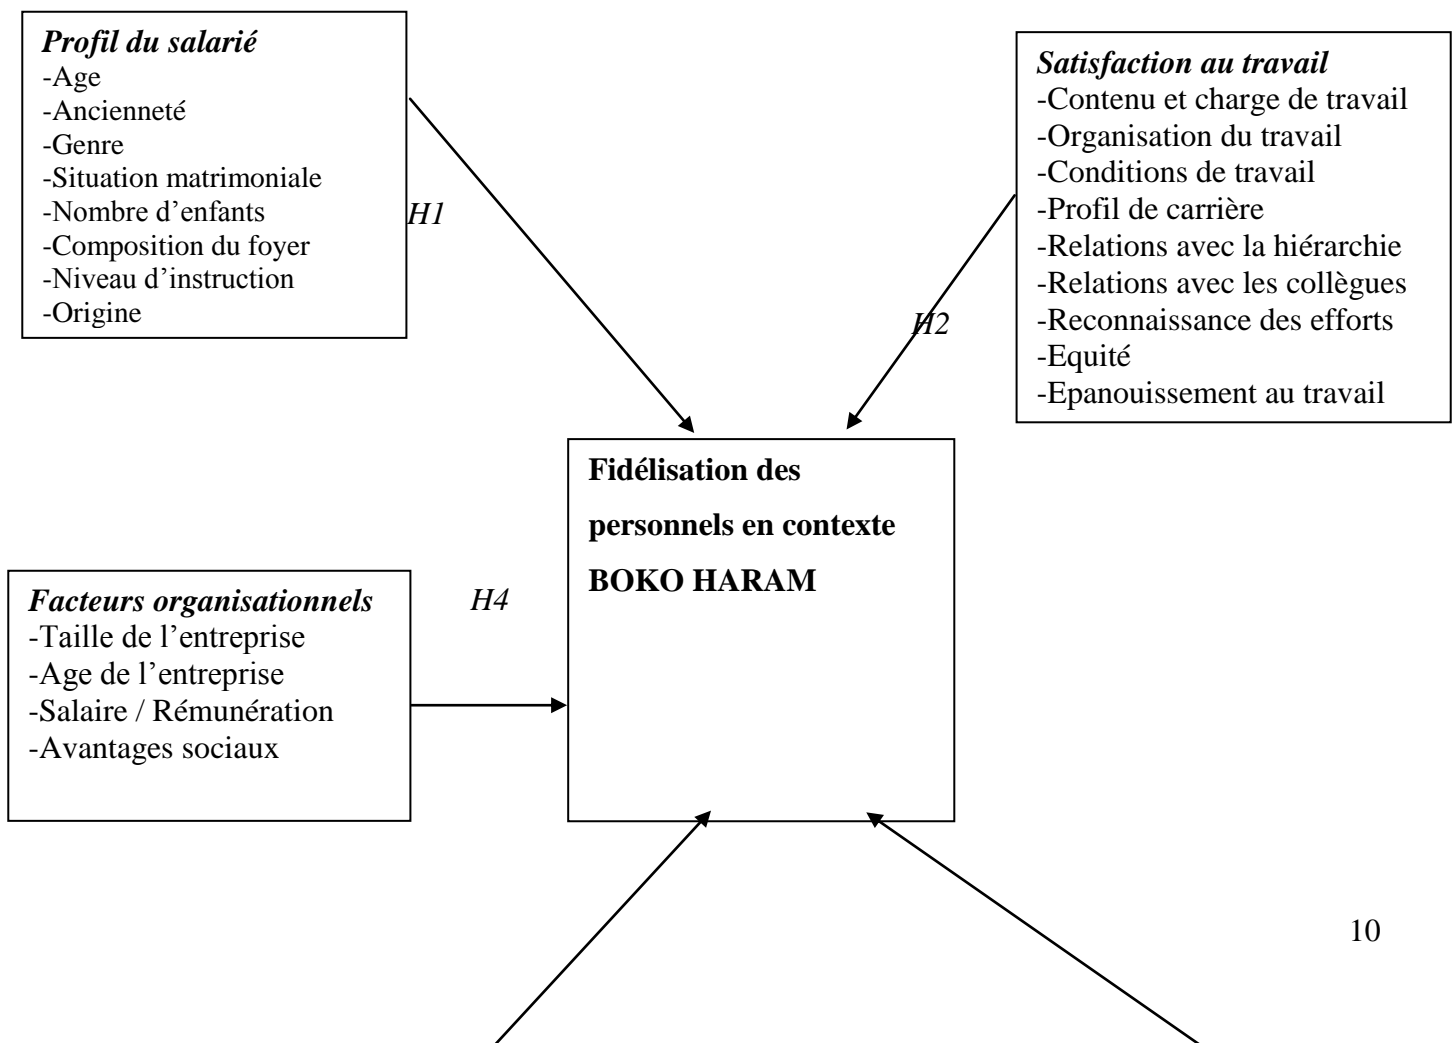 Profil du salarié
-Age
-Ancienneté
-Genre
-Situation matrimoniale
-Nombre d’enfants
-Composition du foyer
-Niveau d’instruction
-Origine
H1
Satisfaction au travail
-Contenu et charge de travail
-Organisation du travail
-Conditions de travail
-Profil de carrière
-Relations avec la hiérarchie
-Relations avec les collègues
-Reconnaissance des efforts
-Equité
-Epanouissement au travail
H2
Fidélisation des
personnels en contexte
BOKO HARAM
Facteurs organisationnels
-Taille de l’entreprise
-Age de l’entreprise
-Salaire / Rémunération
-Avantages sociaux
H4
10